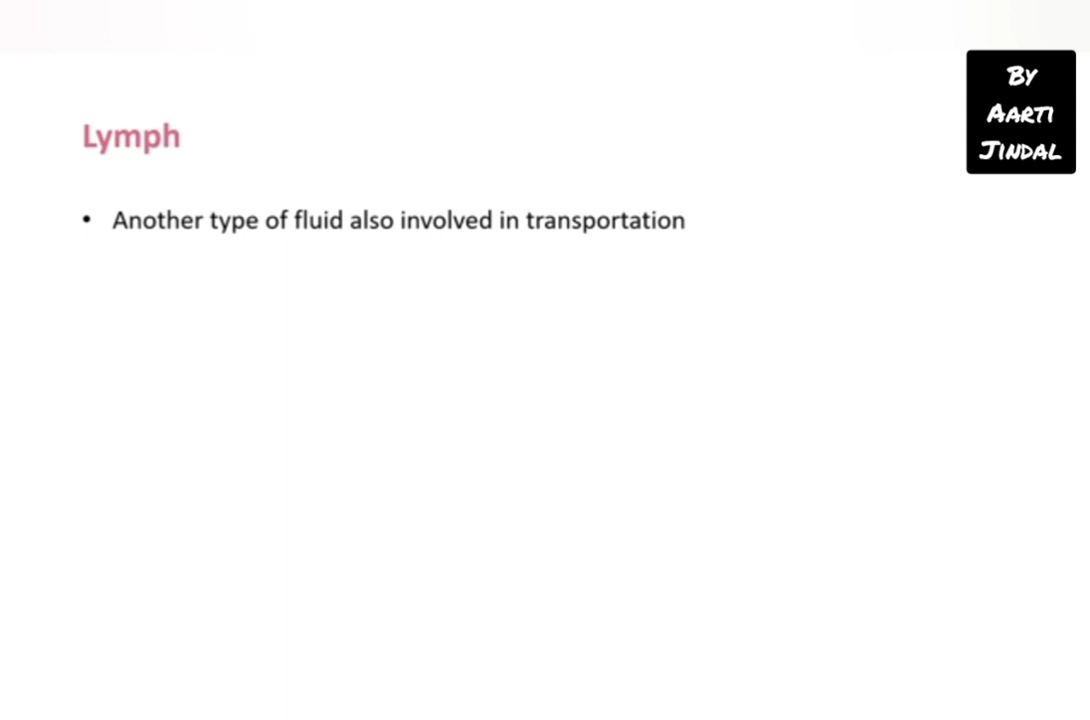 By
Aarti
Jindal
Lymph
• Another type of fluid also involved in transportation